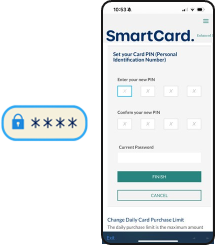 ****
10:53
SmartCard.
Set your Card PIN (Personal
Identification Number)
Enter your new PIN
Confirm your new PIN
Current Password
FINISH
CANCEL
Change Daily Card Purchase Limit
The daily purchase limit is the maximum amount